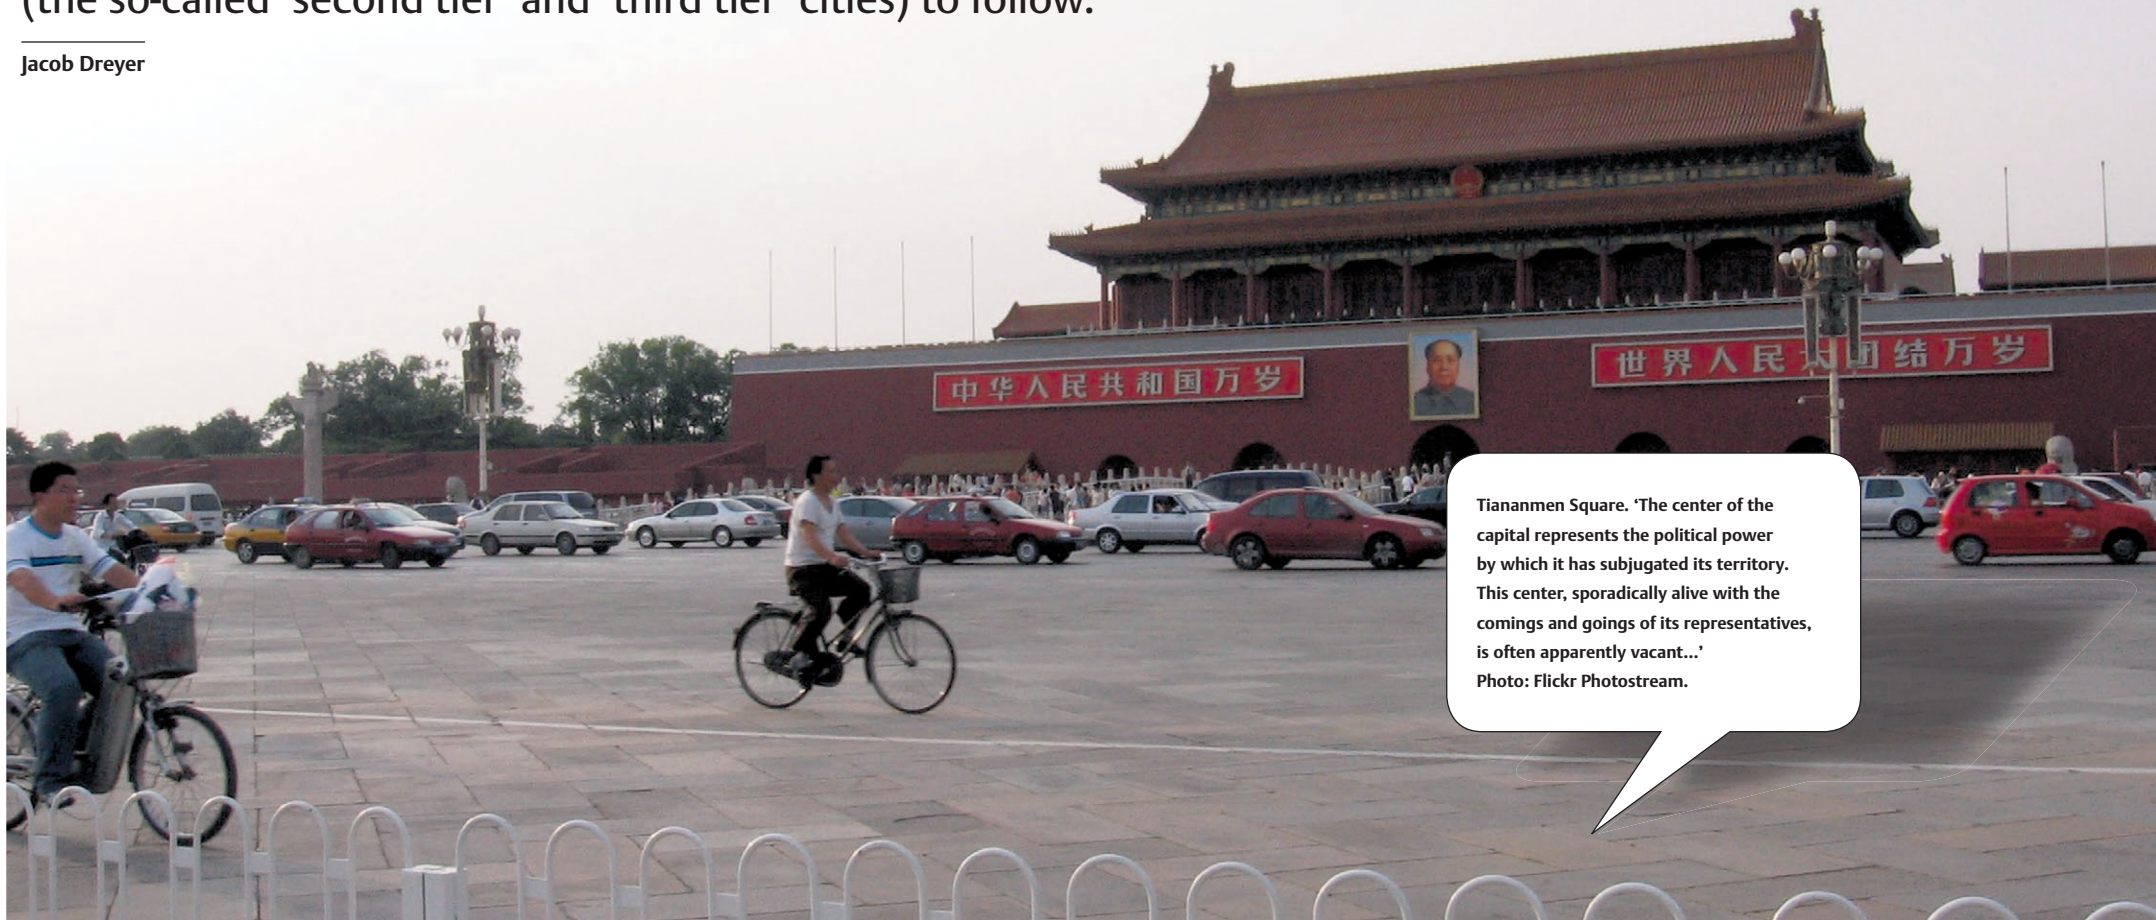 (the so-called ‘second tier’ and ‘third tier’ cities) to follow.
Jacob Dreyer
中华人民共和国万岁
世界人民大团结万岁
Tiananmen Square. ‘The center of the
capital represents the political power
by which it has subjugated its territory.
This center, sporadically alive with the
comings and goings of its representatives,
is often apparently vacant...’
Photo: Flickr Photostream.